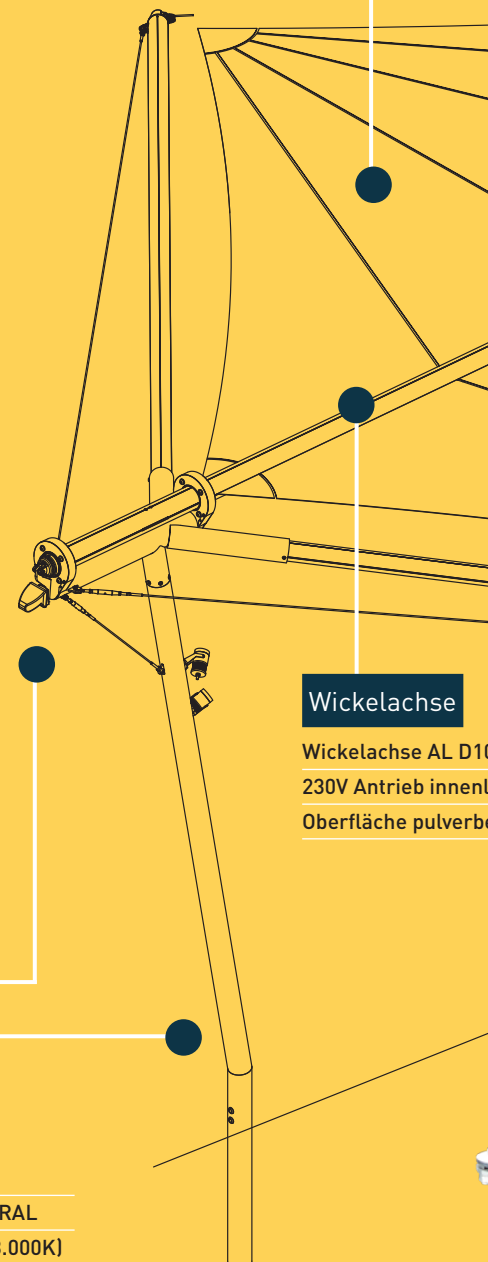 Wickelachse
Wickelachse AL D10
230V Antrieb innenl
Oberfläche pulverbe
RAL
.000K)